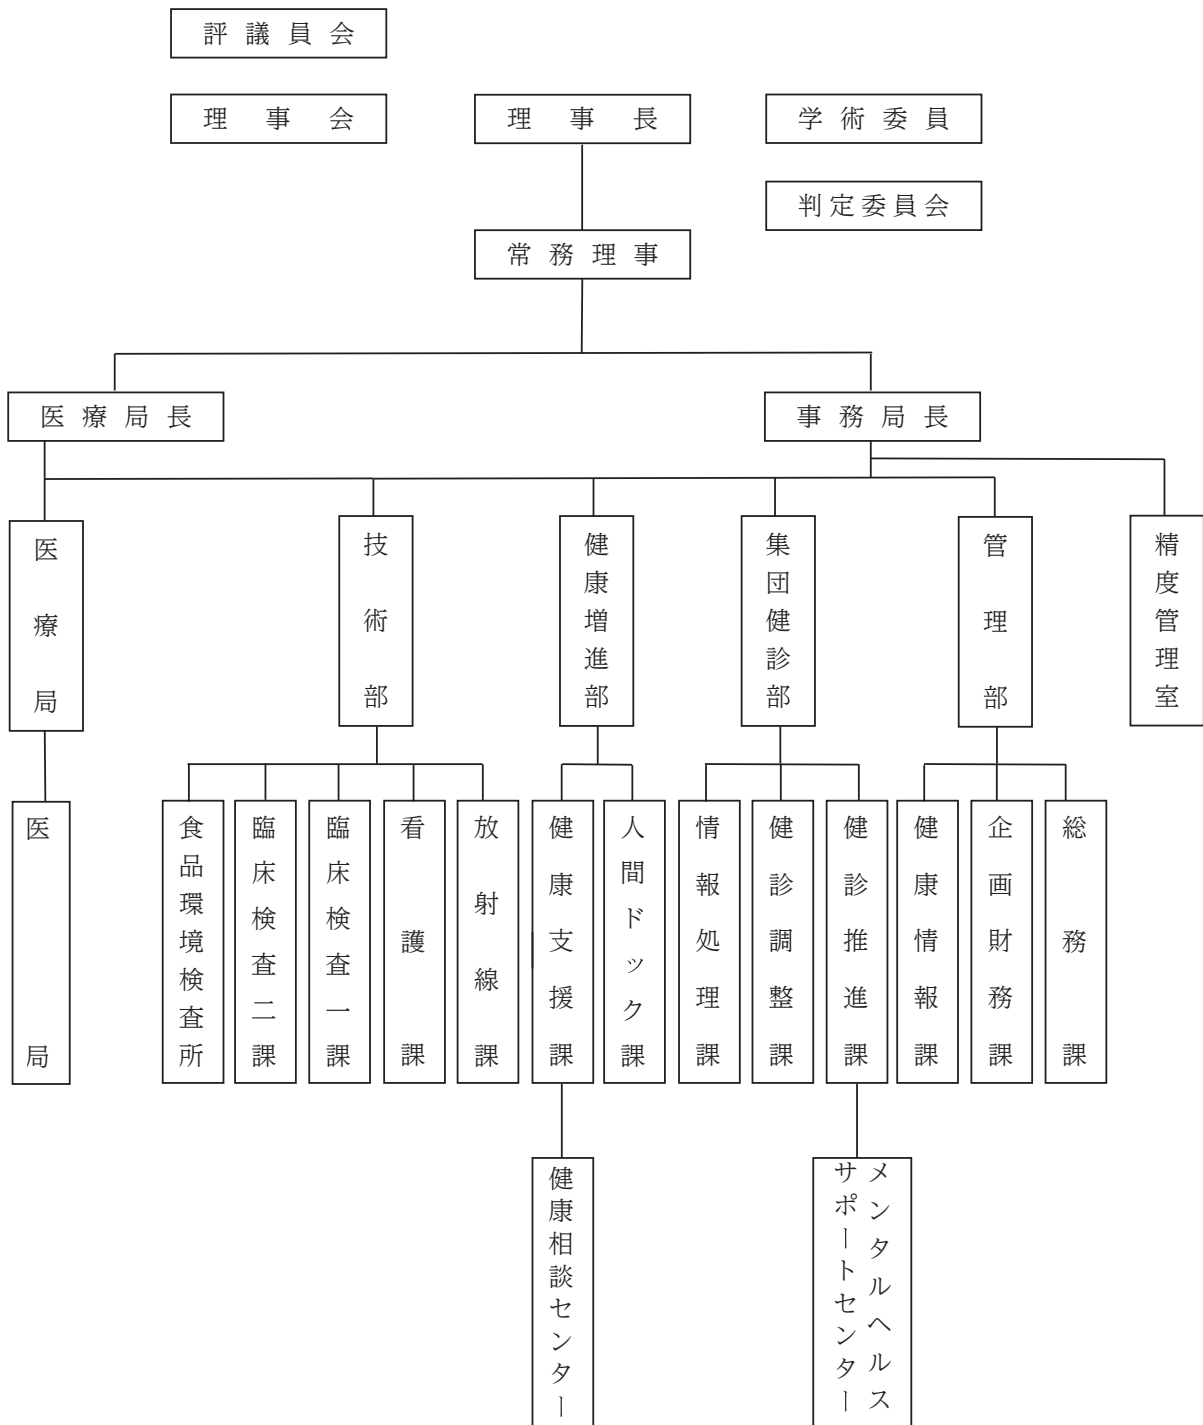 評議員会
理事会
理事長
学術委員
判定委員会
常務理事
医療局長
事務局長
医療局
技術部
健康増進部
集団健診部
管理部
精度管理室
医局
食品環境検査所
臨床検査二課
臨床検査一課
看護課
放射線課
健康支援課
人間ドック課
情報処理課
健診調整課
健診推進課
健康情報課
企画財務課
総務課
健康相談センター
メンタルヘルス
サポートセンター